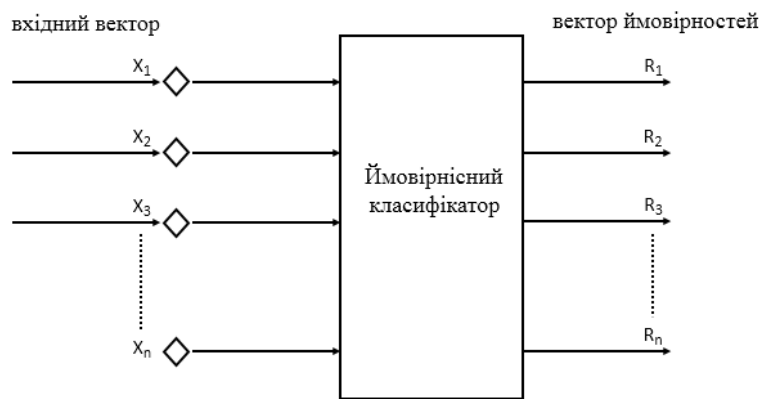 вхідний вектор
вектор ймовірностей
X₁
R₁
X₂
R₂
Ймовірнісний
класифікатор
X₃
R₃
Xₙ
Rₙ